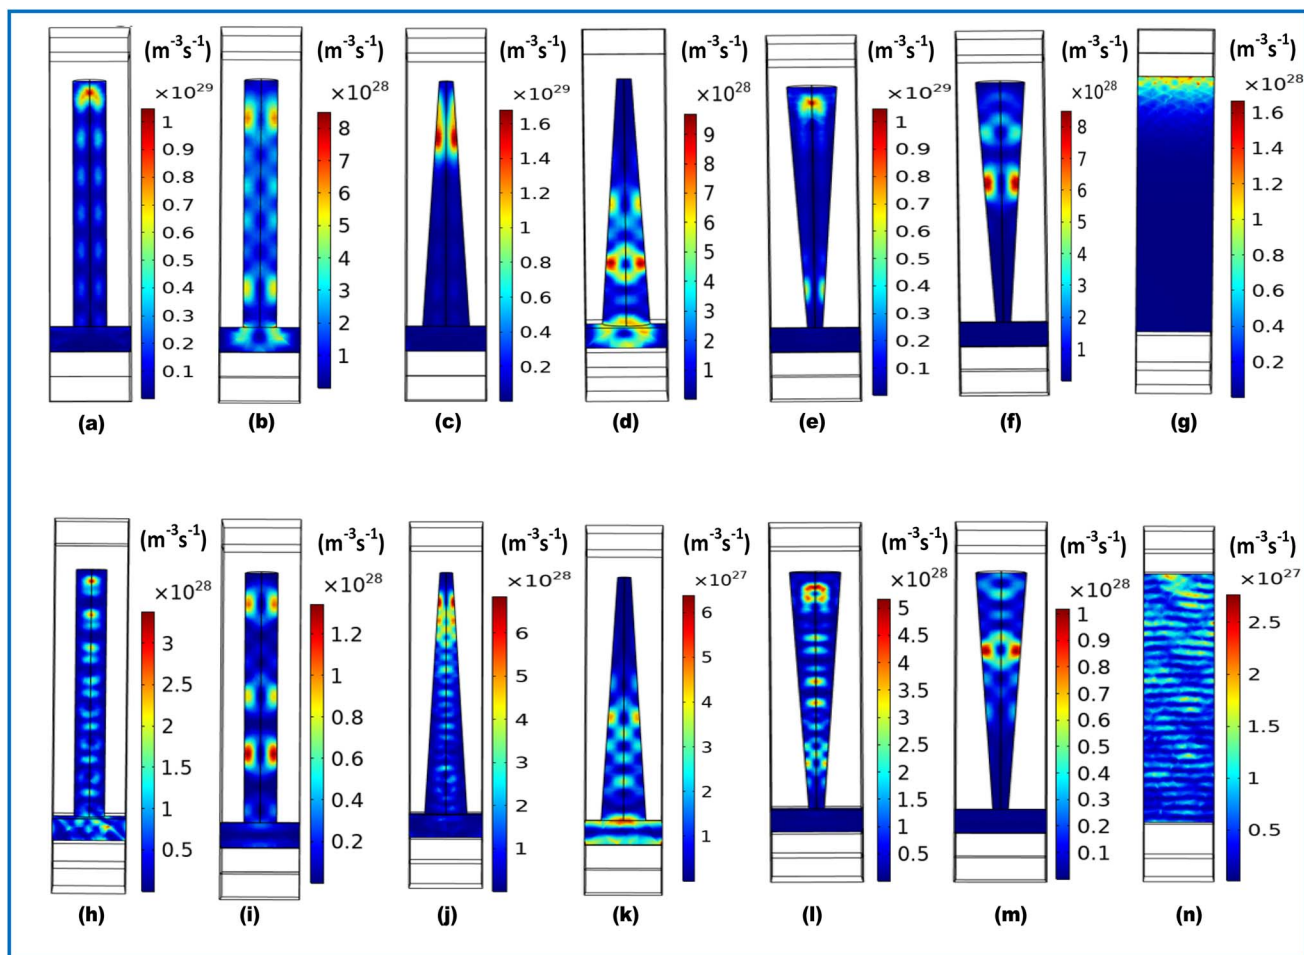 (m⁻³s⁻¹) (m⁻³s⁻¹) (m⁻³s⁻¹) (m⁻³s⁻¹) (m⁻³s⁻¹) (m⁻³s⁻¹) (m⁻³s⁻¹)
×10²⁹ ×10²⁸ ×10²⁹ ×10²⁸ ×10²⁹ ×10²⁸ ×10²⁸
1 0.9 0.8 0.7 0.6 0.5 0.4 0.3 0.2 0.1
8 7 6 5 4 3 2 1
1.6 1.4 1.2 1 0.8 0.6 0.4 0.2
9 8 7 6 5 4 3 2 1
1 0.9 0.8 0.7 0.6 0.5 0.4 0.3 0.2 0.1
8 7 6 5 4 3 2 1
1.6 1.4 1.2 1 0.8 0.6 0.4 0.2
(a) (b) (c) (d) (e) (f) (g)
(m⁻³s⁻¹) (m⁻³s⁻¹) (m⁻³s⁻¹) (m⁻³s⁻¹) (m⁻³s⁻¹) (m⁻³s⁻¹) (m⁻³s⁻¹)
×10²⁸ ×10²⁸ ×10²⁸ ×10²⁷ ×10²⁸ ×10²⁸ ×10²⁷
3 2.5 2 1.5 1 0.5
1.2 1 0.8 0.6 0.4 0.2
6 5 4 3 2 1
6 5 4 3 2 1
5 4.5 4 3.5 3 2.5 2 1.5 1 0.5
1 0.9 0.8 0.7 0.6 0.5 0.4 0.3 0.2 0.1
2.5 2 1.5 1 0.5
(h) (i) (j) (k) (l) (m) (n)